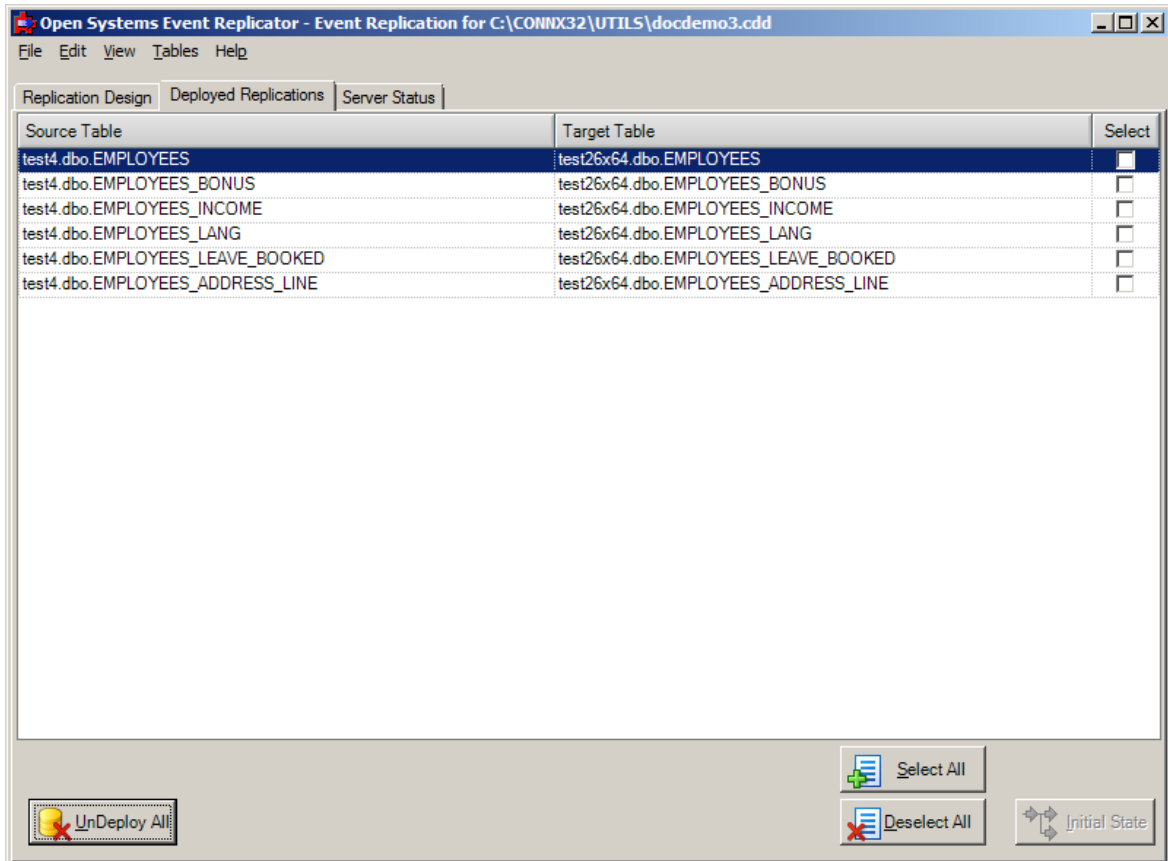 Open Systems Event Replicator - Event Replication for C:\CONNX32\UTILS\docdemo3.cdd
File Edit View Tables Help
Replication Design Deployed Replications Server Status
Source Table Target Table Select
test4.dbo.EMPLOYEES test26x64.dbo.EMPLOYEES
test4.dbo.EMPLOYEES_BONUS test26x64.dbo.EMPLOYEES_BONUS
test4.dbo.EMPLOYEES_INCOME test26x64.dbo.EMPLOYEES_INCOME
test4.dbo.EMPLOYEES_LANG test26x64.dbo.EMPLOYEES_LANG
test4.dbo.EMPLOYEES_LEAVE_BOOKED test26x64.dbo.EMPLOYEES_LEAVE_BOOKED
test4.dbo.EMPLOYEES_ADDRESS_LINE test26x64.dbo.EMPLOYEES_ADDRESS_LINE
Select All
UnDeploy All Deselect All Initial State